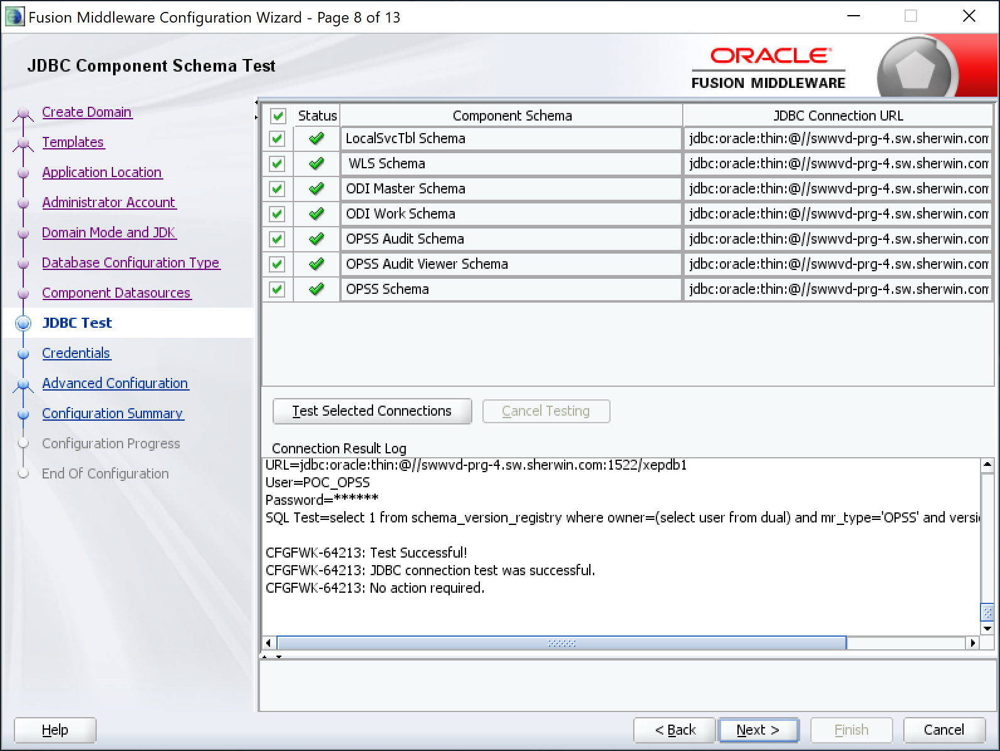 Fusion Middleware Configuration Wizard - Page 8 of 13
JDBC Component Schema Test
ORACLE
FUSION MIDDLEWARE
Create Domain
Templates
Application Location
Administrator Account
Domain Mode and JDK
Database Configuration Type
Component Datasources
JDBC Test
Credentials
Advanced Configuration
Configuration Summary
Configuration Progress
End Of Configuration
Status Component Schema JDBC Connection URL
LocalSvcTbl Schema jdbc:oracle:thin:@//swwvd-prg-4.sw.sherwin.com
WLS Schema jdbc:oracle:thin:@//swwvd-prg-4.sw.sherwin.com
ODI Master Schema jdbc:oracle:thin:@//swwvd-prg-4.sw.sherwin.com
ODI Work Schema jdbc:oracle:thin:@//swwvd-prg-4.sw.sherwin.com
OPSS Audit Schema jdbc:oracle:thin:@//swwvd-prg-4.sw.sherwin.com
OPSS Audit Viewer Schema jdbc:oracle:thin:@//swwvd-prg-4.sw.sherwin.com
OPSS Schema jdbc:oracle:thin:@//swwvd-prg-4.sw.sherwin.com
Test Selected Connections Cancel Testing
Connection Result Log
URL=jdbc:oracle:thin:@//swwvd-prg-4.sw.sherwin.com:1522/xepdb1
User=POC_OPSS
Password=******
SQL Test=select 1 from schema_version_registry where owner=(select user from dual) and mr_type='OPSS' and versi
CFGFWK-64213: Test Successful!
CFGFWK-64213: JDBC connection test was successful.
CFGFWK-64213: No action required.
Help < Back Next > Finish Cancel